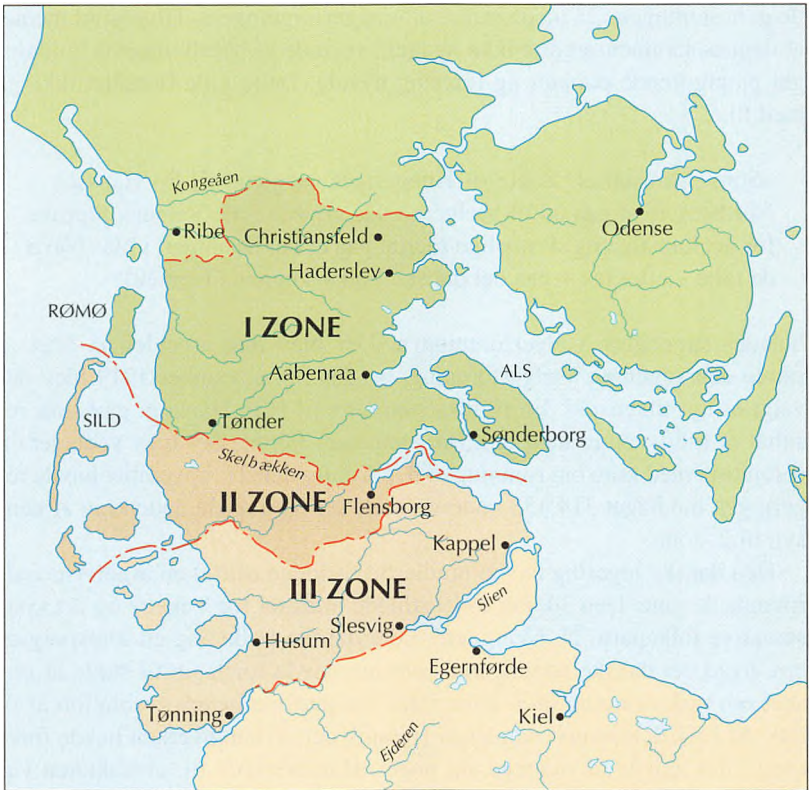 Kongeåen
Ribe
Christiansfeld
Odense
Haderslev
RØMØ
I ZONE
Aabenraa
ALS
SILD
Tønder
Sønderborg
Skelbækken
II ZONE
Flensborg
Kappel
III ZONE
Slien
Slesvig
Husum
Egernførde
Tønning
Kiel
Ejderen